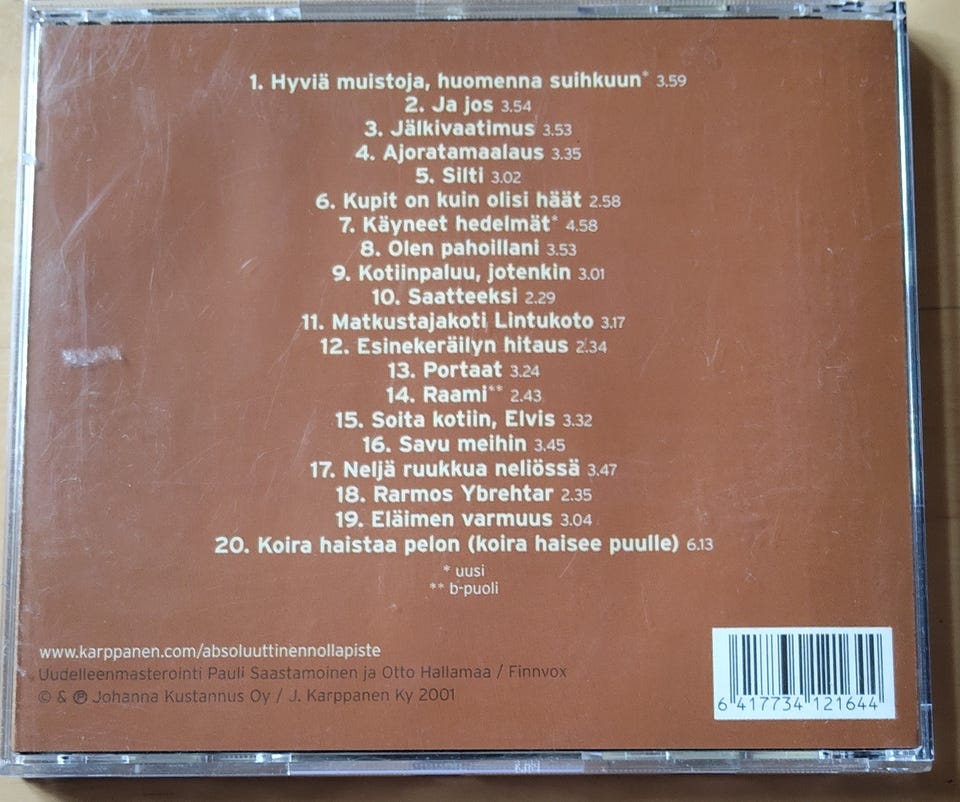 1. Hyviä muistoja, huomenna suihkuun* 3.59
2. Ja jos 3.54
3. Jälkivaatimus 3.53
4. Ajoratamaalaus 3.35
5. Silti 3.02
6. Kupit on kuin olisi häät 2.58
7. Käyneet hedelmät* 4.58
8. Olen pahoillani 3.53
9. Kotiinpaluu, jotenkin 3.01
10. Saatteeksi 2.29
11. Matkustajakoti Lintukoto 3.17
12. Esinekeräilyn hitaus 2.34
13. Portaat 3.24
14. Raami** 2.43
15. Soita kotiin, Elvis 3.32
16. Savu meihin 3.45
17. Neljä ruukkua neliössä 3.47
18. Rarmos Ybrehtar 2.35
19. Eläimen varmuus 3.04
20. Koira haistaa pelon (koira haisee puulle) 6.13
* uusi
** b-puoli
www.karppanen.com/absoluuttinennollapiste
Uudelleenmasterointi Pauli Saastamoinen ja Otto Hallamaa / Finnvox
© & ℗ Johanna Kustannus Oy / J. Karppanen Ky 2001
6 417734 121644